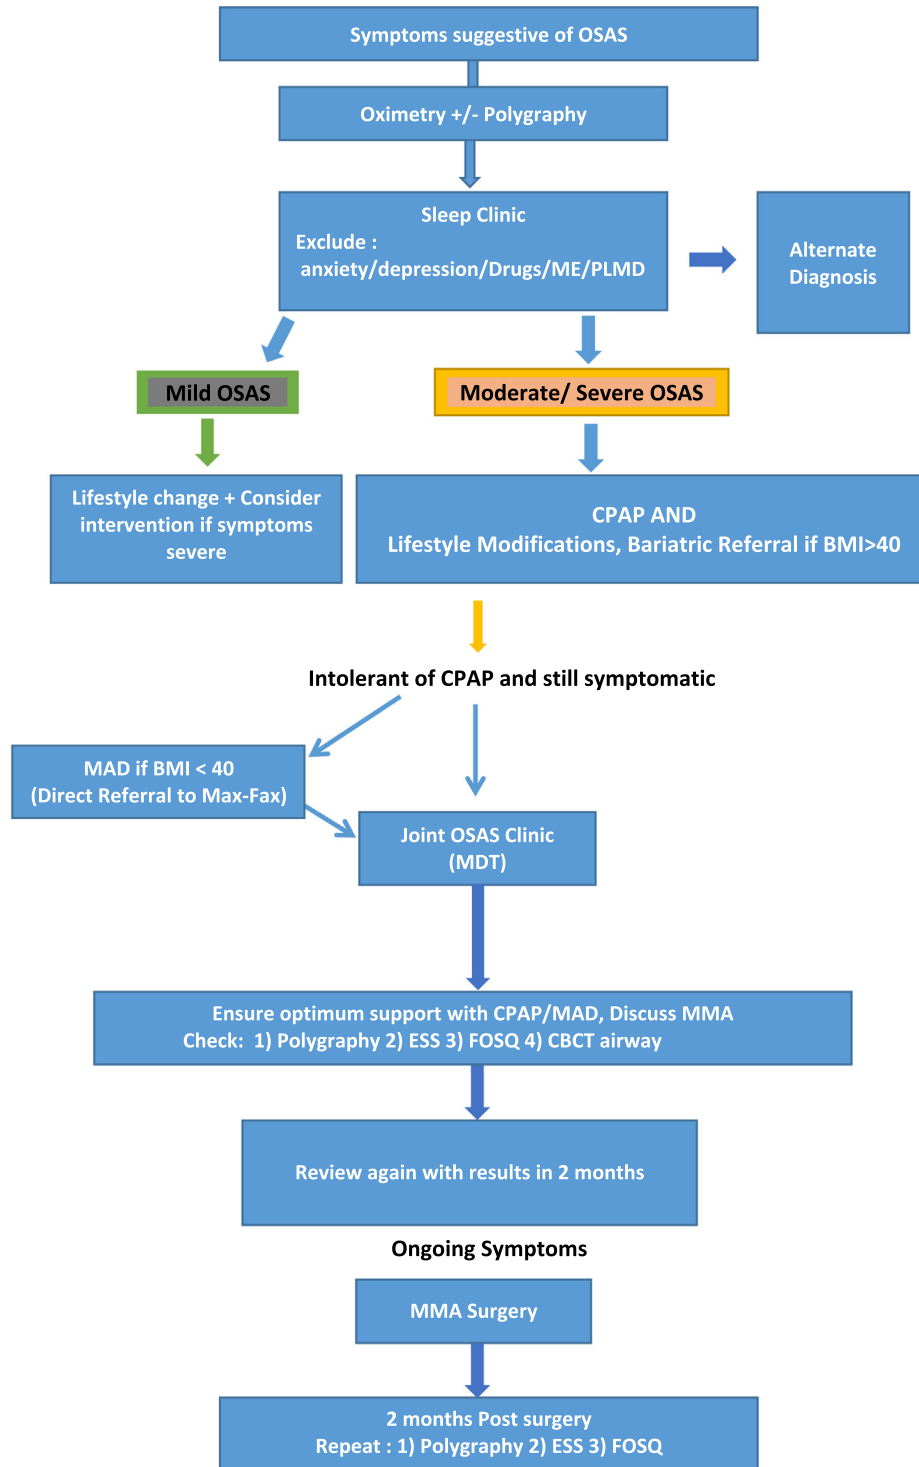 Symptoms suggestive of OSAS
Oximetry +/- Polygraphy
Sleep Clinic
Exclude :
anxiety/depression/Drugs/ME/PLMD
Alternate
Diagnosis
Mild OSAS
Moderate/ Severe OSAS
Lifestyle change + Consider
intervention if symptoms
severe
CPAP AND
Lifestyle Modifications, Bariatric Referral if BMI>40
Intolerant of CPAP and still symptomatic
MAD if BMI < 40
(Direct Referral to Max-Fax)
Joint OSAS Clinic
(MDT)
Ensure optimum support with CPAP/MAD, Discuss MMA
Check: 1) Polygraphy 2) ESS 3) FOSQ 4) CBCT airway
Review again with results in 2 months
Ongoing Symptoms
MMA Surgery
2 months Post surgery
Repeat : 1) Polygraphy 2) ESS 3) FOSQ